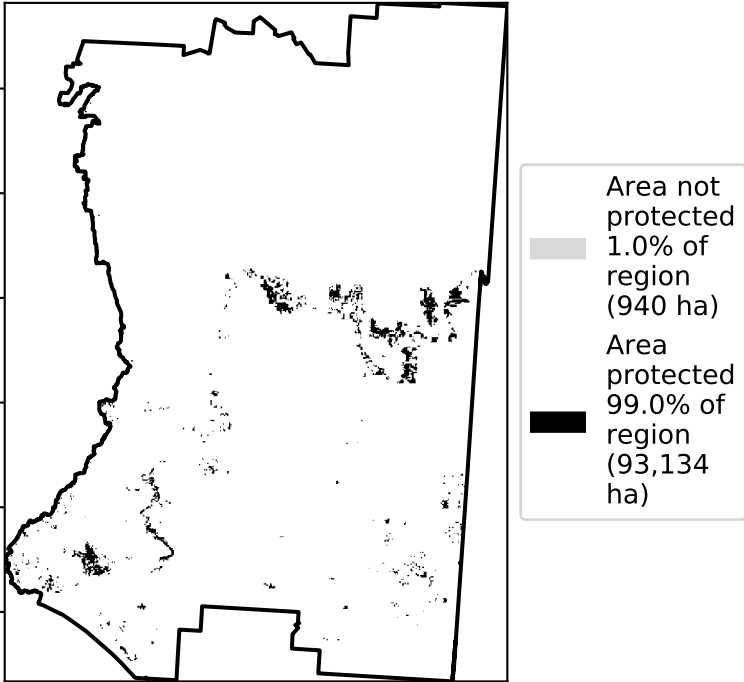 Area not
protected
1.0% of
region
(940 ha)
Area
protected
99.0% of
region
(93,134
ha)